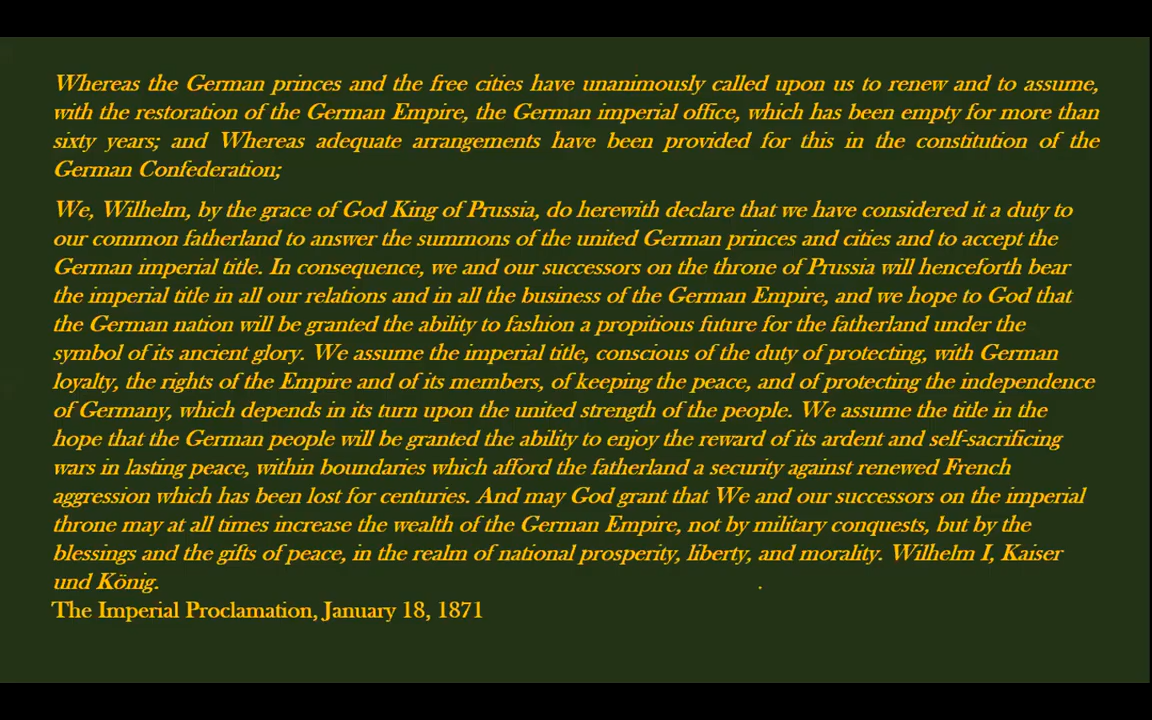 Whereas the German princes and the free cities have unanimously called upon us to renew and to assume,
with the restoration of the German Empire, the German imperial office, which has been empty for more than
sixty years; and Whereas adequate arrangements have been provided for this in the constitution of the
German Confederation;
We, Wilhelm, by the grace of God King of Prussia, do herewith declare that we have considered it a duty to
our common fatherland to answer the summons of the united German princes and cities and to accept the
German imperial title. In consequence, we and our successors on the throne of Prussia will henceforth bear
the imperial title in all our relations and in all the business of the German Empire, and we hope to God that
the German nation will be granted the ability to fashion a propitious future for the fatherland under the
symbol of its ancient glory. We assume the imperial title, conscious of the duty of protecting, with German
loyalty, the rights of the Empire and of its members, of keeping the peace, and of protecting the independence
of Germany, which depends in its turn upon the united strength of the people. We assume the title in the
hope that the German people will be granted the ability to enjoy the reward of its ardent and self-sacrificing
wars in lasting peace, within boundaries which afford the fatherland a security against renewed French
aggression which has been lost for centuries. And may God grant that We and our successors on the imperial
throne may at all times increase the wealth of the German Empire, not by military conquests, but by the
blessings and the gifts of peace, in the realm of national prosperity, liberty, and morality. Wilhelm I, Kaiser
und König.
The Imperial Proclamation, January 18, 1871